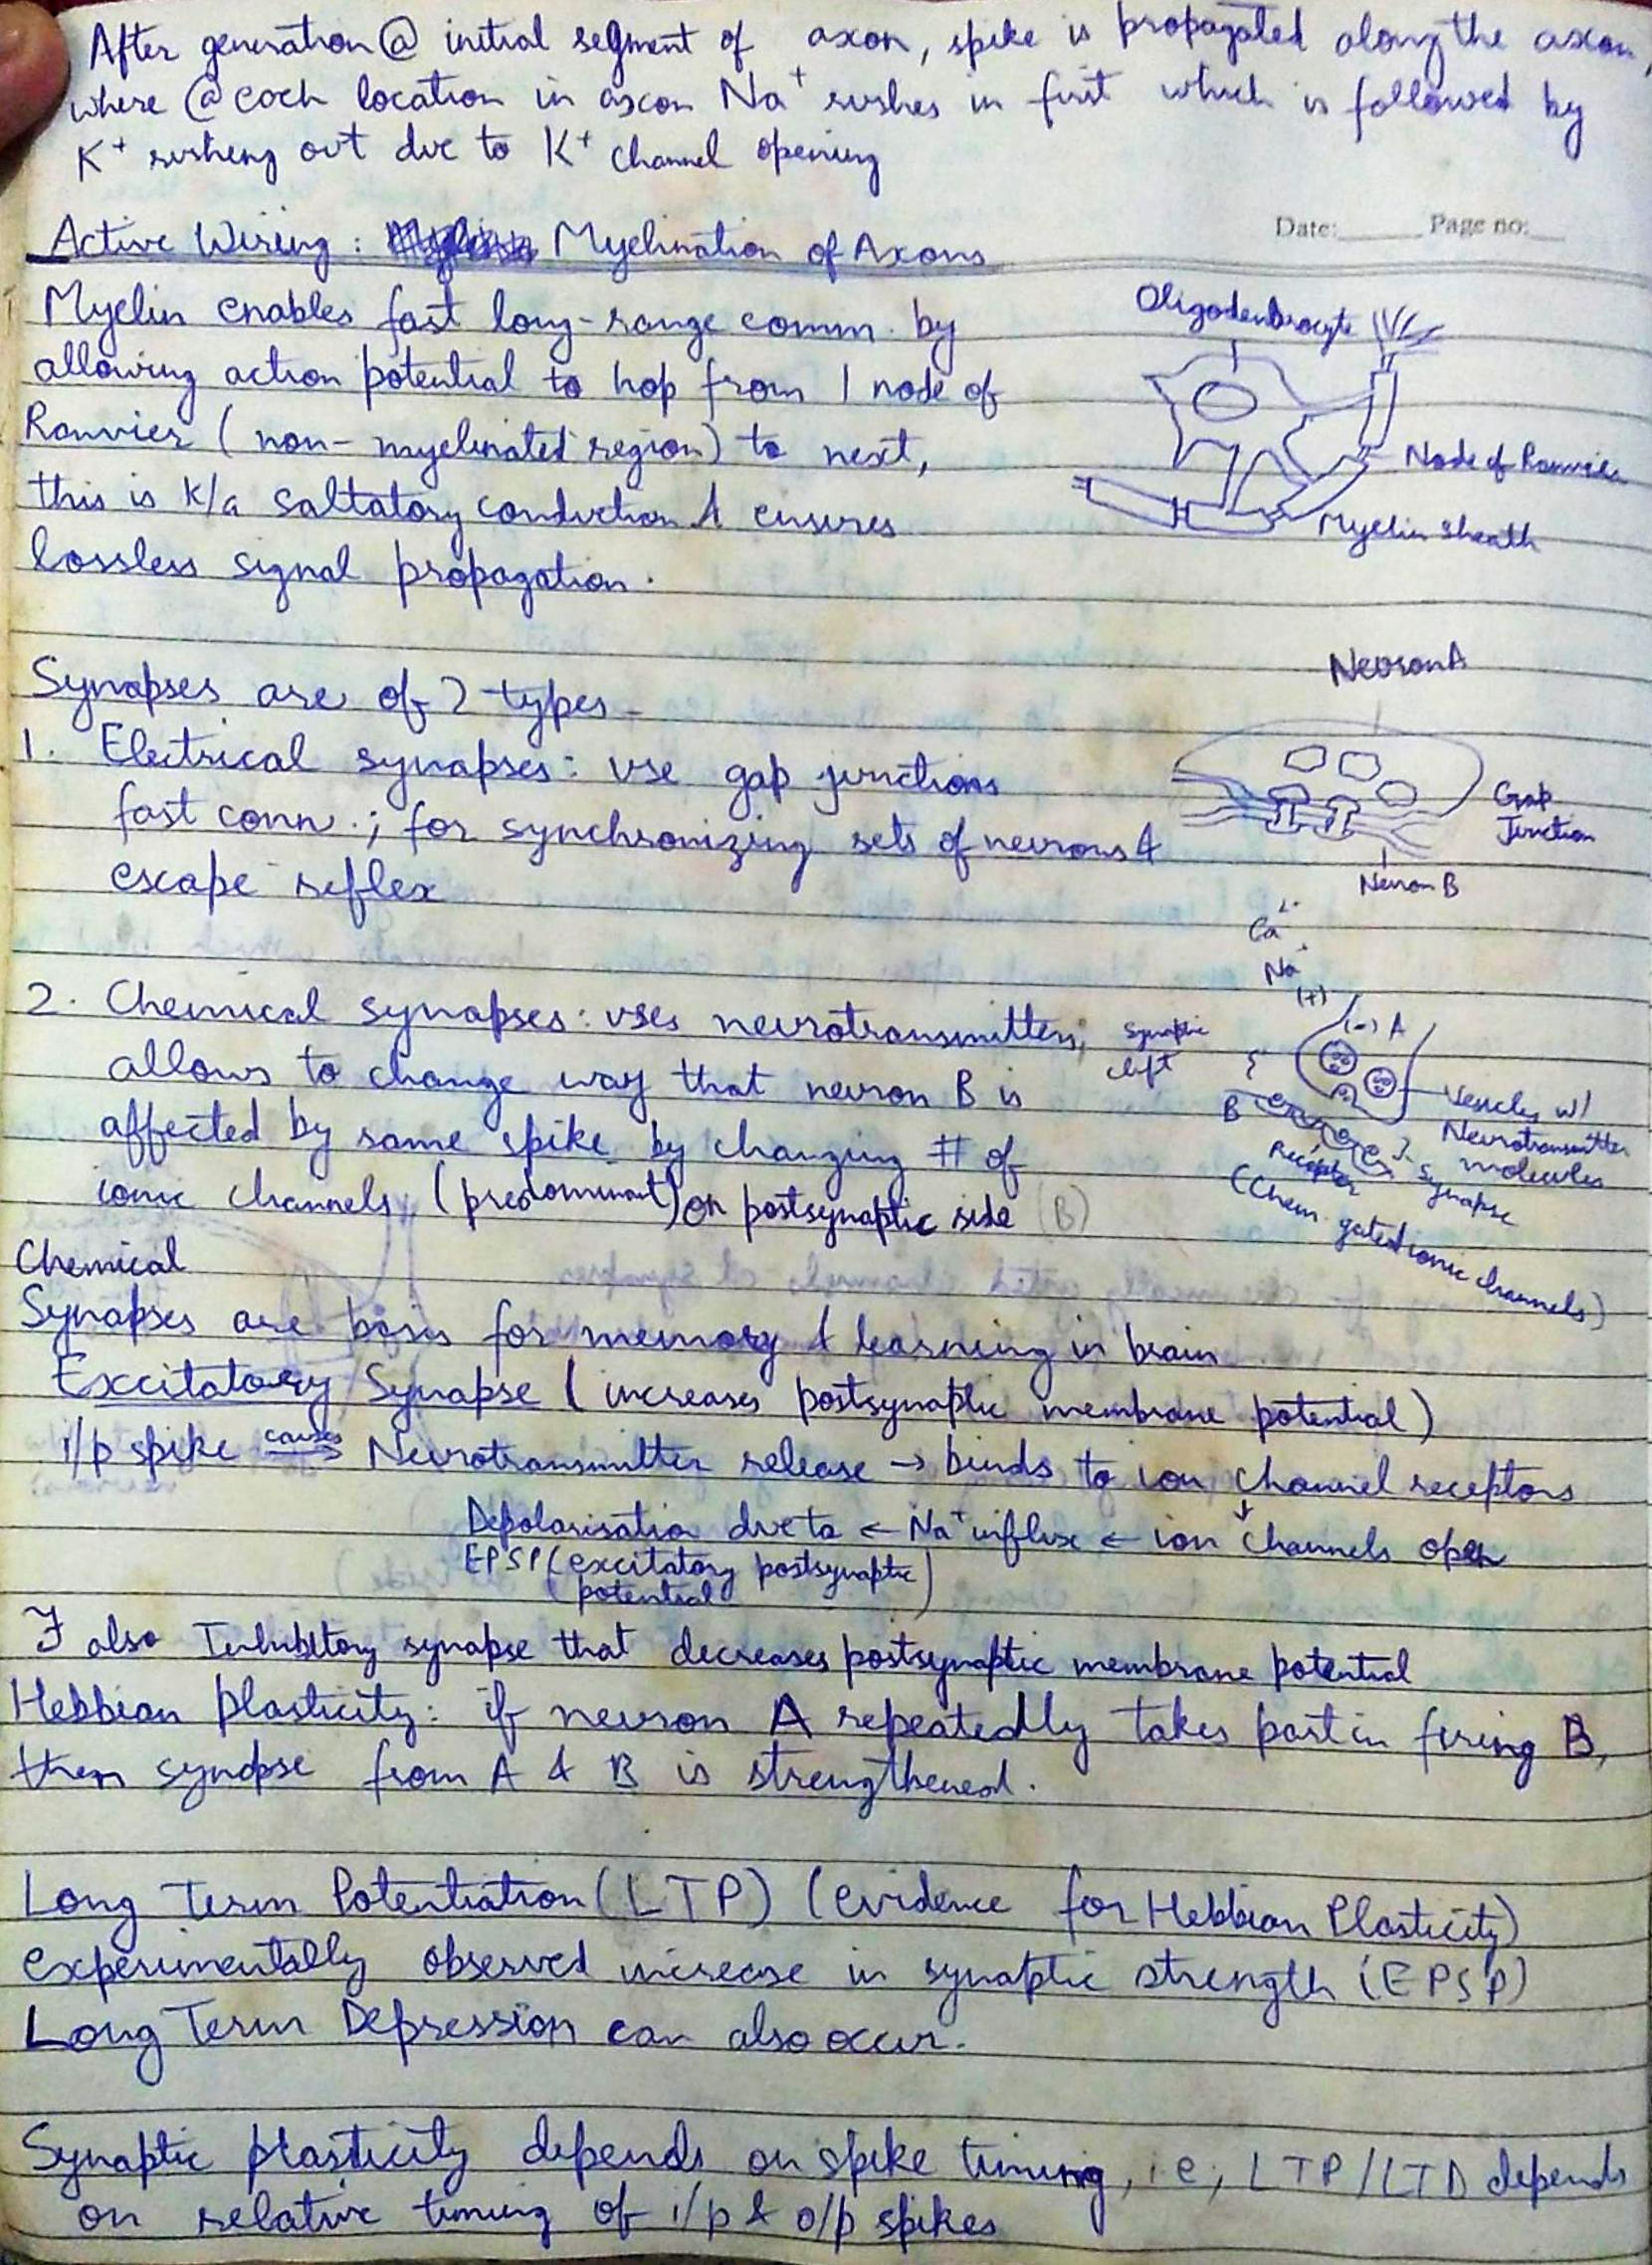 After generation @ initial segment of axon, spike is propagated along the axon,
where @ each location in axon Na⁺ rushes in first which is followed by
K⁺ rushing out due to K⁺ channel opening
Date:______ Page no:___
Active Wiring : Myelination of Axons
Myelin enables fast long-range comm. by
allowing action potential to hop from 1 node of
Ranvier (non-myelinated region) to next,
this is k/a saltatory conduction & ensures
lossless signal propagation.
Oligodendrocyte
Node of Ranvier
Myelin Sheath
Synapses are of 2 types -
1. Electrical synapses: use gap junctions
fast conn.; for synchronizing sets of neurons &
escape reflex
Neuron A
Gap
Junction
Neuron B
2. Chemical synapses: uses neurotransmitters;
allows to change way that neuron B is
affected by same spike by changing # of
ionic channels (predominant) on postsynaptic side (B)
Ca
Na
(+)
(-) A
Synaptic
cleft
B
Vesicles w/
Neurotransmitter
molecules
Receptor
Synapse
(Chem. gated ionic channels)
Chemical
Synapses are basis for memory & learning in brain
Excitatory Synapse (increases postsynaptic membrane potential)
i/p spike causes→ Neurotransmitter release → binds to ion channel receptors
↓
Depolarisation due to ← Na⁺ influx ← ion channels open
EPSP (excitatory postsynaptic
potential)
∃ also Inhibitory synapse that decreases postsynaptic membrane potential
Hebbian Plasticity: if neuron A repeatedly takes part in firing B,
then synapse from A & B is strengthened.
Long Term Potentiation (LTP) (evidence for Hebbian Plasticity)
experimentally observed increase in synaptic strength (EPSP)
Long Term Depression can also occur.
Synaptic plasticity depends on spike timing, i.e; LTP/LTD depends
on relative timing of i/p & o/p spikes